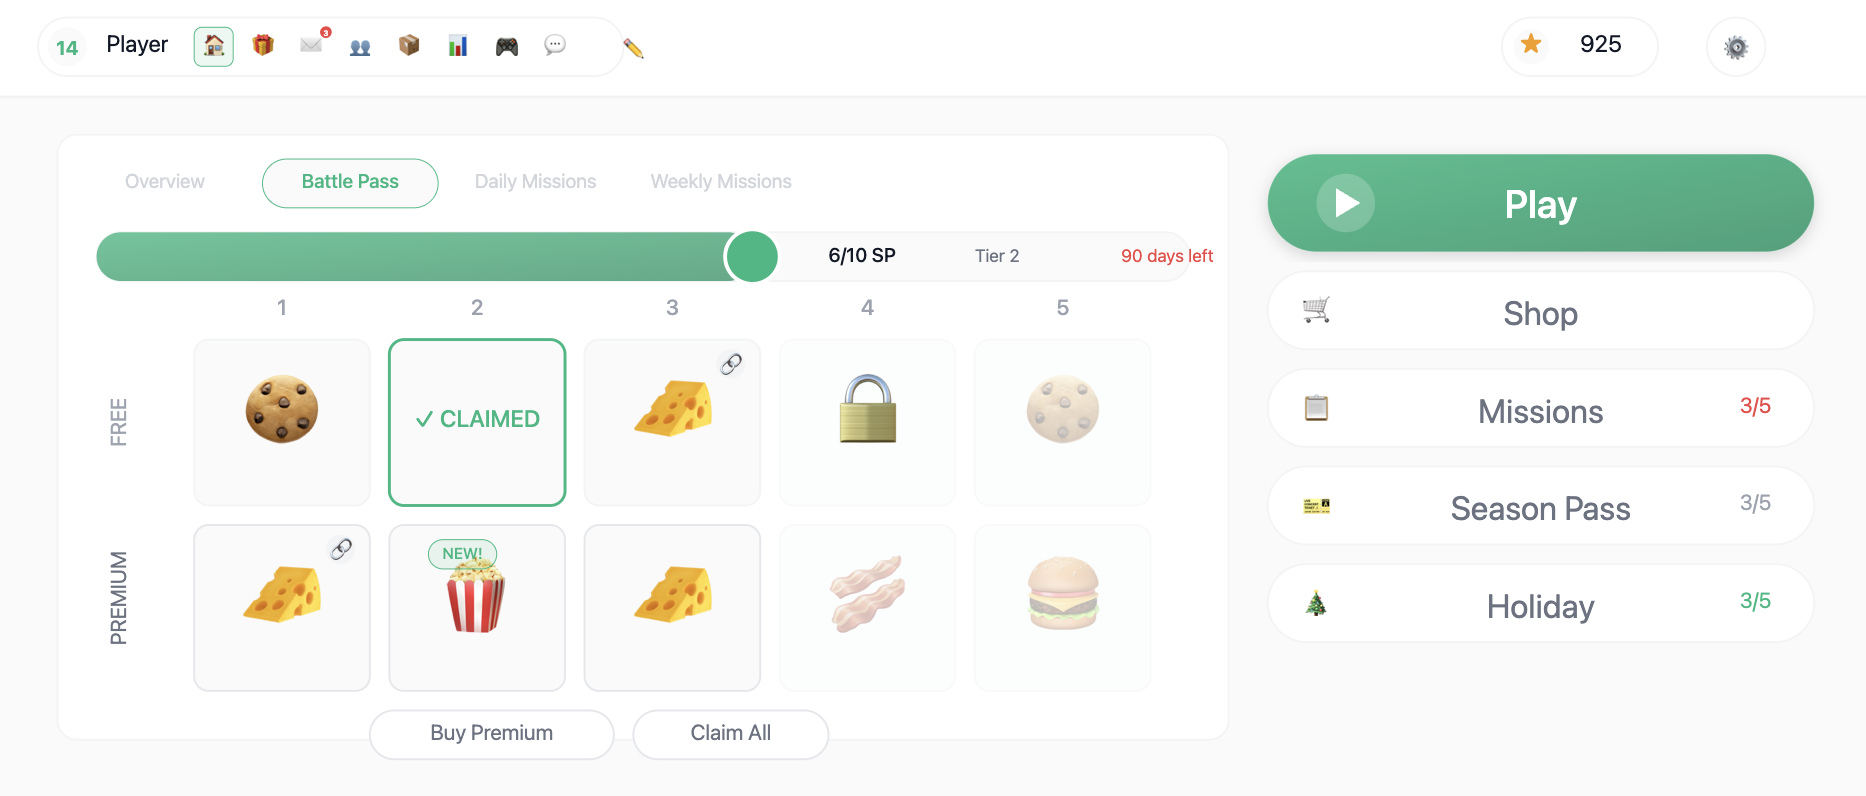 14 Player
3
925
Overview
Battle Pass
Daily Missions
Weekly Missions
6/10 SP
Tier 2
90 days left
1
2
3
4
5
FREE
✓ CLAIMED
PREMIUM
NEW!
Buy Premium
Claim All
Play
Shop
Missions
3/5
Season Pass
3/5
Holiday
3/5